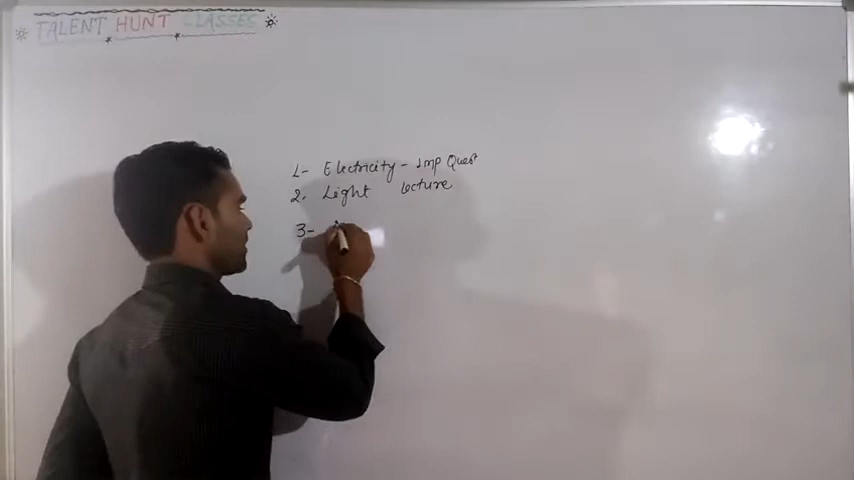 TALENT HUNT CLASSES
1- Electricity - Imp Quest
2. Light lecture
3-